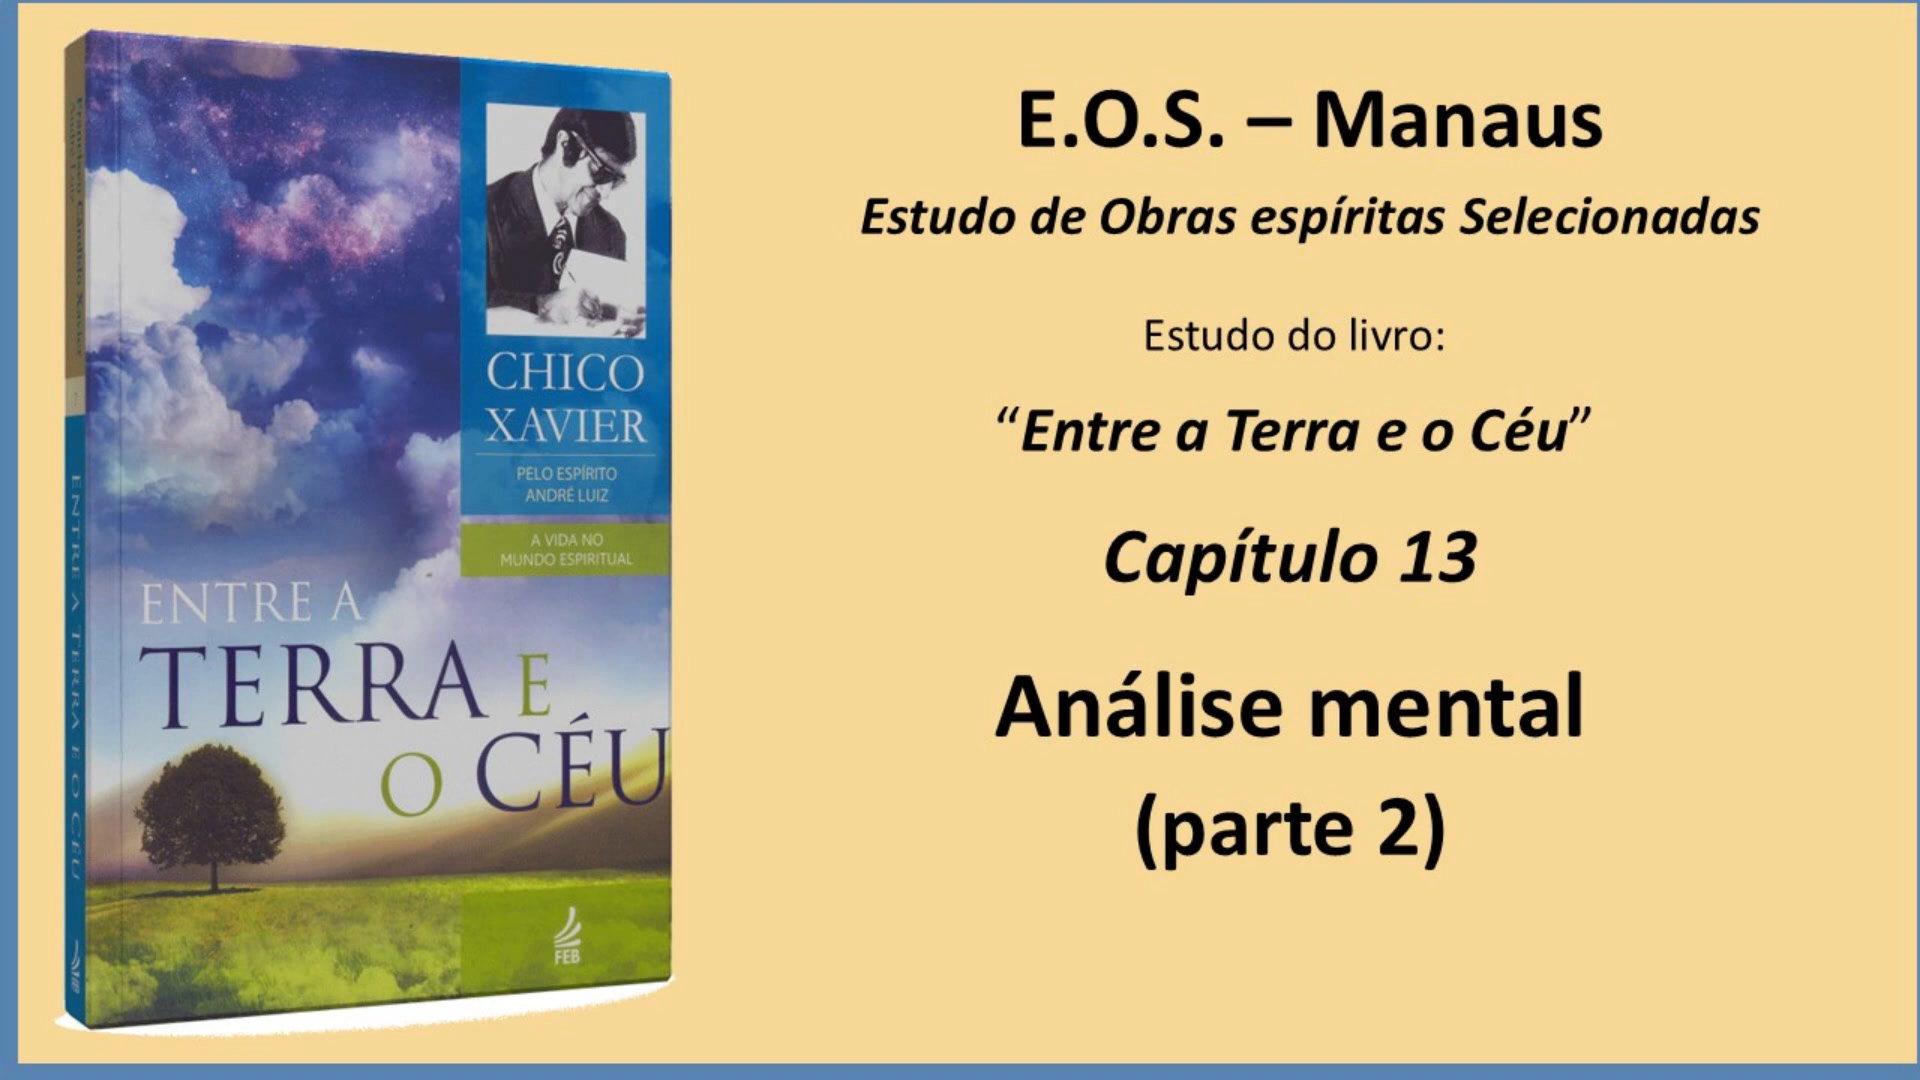 CHICO
XAVIER
PELO ESPÍRITO
ANDRÉ LUIZ
A VIDA NO
MUNDO ESPIRITUAL
ENTRE A
TERRA E
O CÉU
FEB
ENTRE A TERRA E O CÉU
E.O.S. – Manaus
Estudo de Obras espíritas Selecionadas
Estudo do livro:
“Entre a Terra e o Céu”
Capítulo 13
Análise mental
(parte 2)